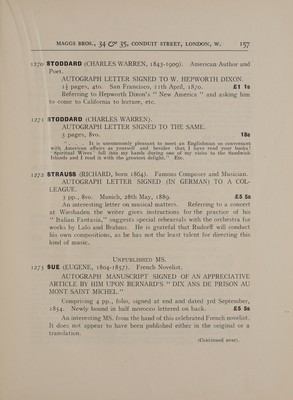 MAGGS BROS., 34 & 35, CONDUIT STREET, LONDON, W. 157
1270 STODDARD (CHARLES WARREN, 1843-1909). American Author and
Poet.
AUTOGRAPH LETTER SIGNED TO W. HEPWORTH DIXON.
1½ pages, 4to. San Francisco, 11th April, 1870. £1 1s
Referring to Hepworth Dixon's " New America " and asking him
to come to California to lecture, etc.
1271 STODDARD (CHARLES WARREN).
AUTOGRAPH LETTER SIGNED TO THE SAME.
5 pages, 8vo. 18s
" . . . It is uncommonly pleasant to meet an Englishman so conversant
with American affairs as yourself and besides that I have read your books!
'Spiritual Wives' fell into my hands during one of my visits to the Sandwich
Islands and I read it with the greatest delight." Etc.
1272 STRAUSS (RICHARD, born 1864). Famous Composer and Musician.
AUTOGRAPH LETTER SIGNED (IN GERMAN) TO A COL-
LEAGUE.
3 pp., 8vo. Munich, 28th May, 1889. £5 5s
An interesting letter on musical matters. Referring to a concert
at Wiesbaden the writer gives instructions for the practice of his
" Italian Fantasia," suggests special rehearsals with the orchestra for
works by Lalo and Brahms. He is grateful that Rudorff will conduct
his own compositions, as he has not the least talent for directing this
kind of music.
UNPUBLISHED MS.
1273 SUE (EUGENE, 1804-1857). French Novelist.
AUTOGRAPH MANUSCRIPT SIGNED OF AN APPRECIATIVE
ARTICLE BY HIM UPON BERNARD'S " DIX ANS DE PRISON AU
MONT SAINT MICHEL."
Comprising 4 pp., folio, signed at end and dated 3rd September,
1854. Newly bound in half morocco lettered on back. £5 5s
An interesting MS. from the hand of this celebrated French novelist.
It does not appear to have been published either in the original or a
translation.
(Continued over).